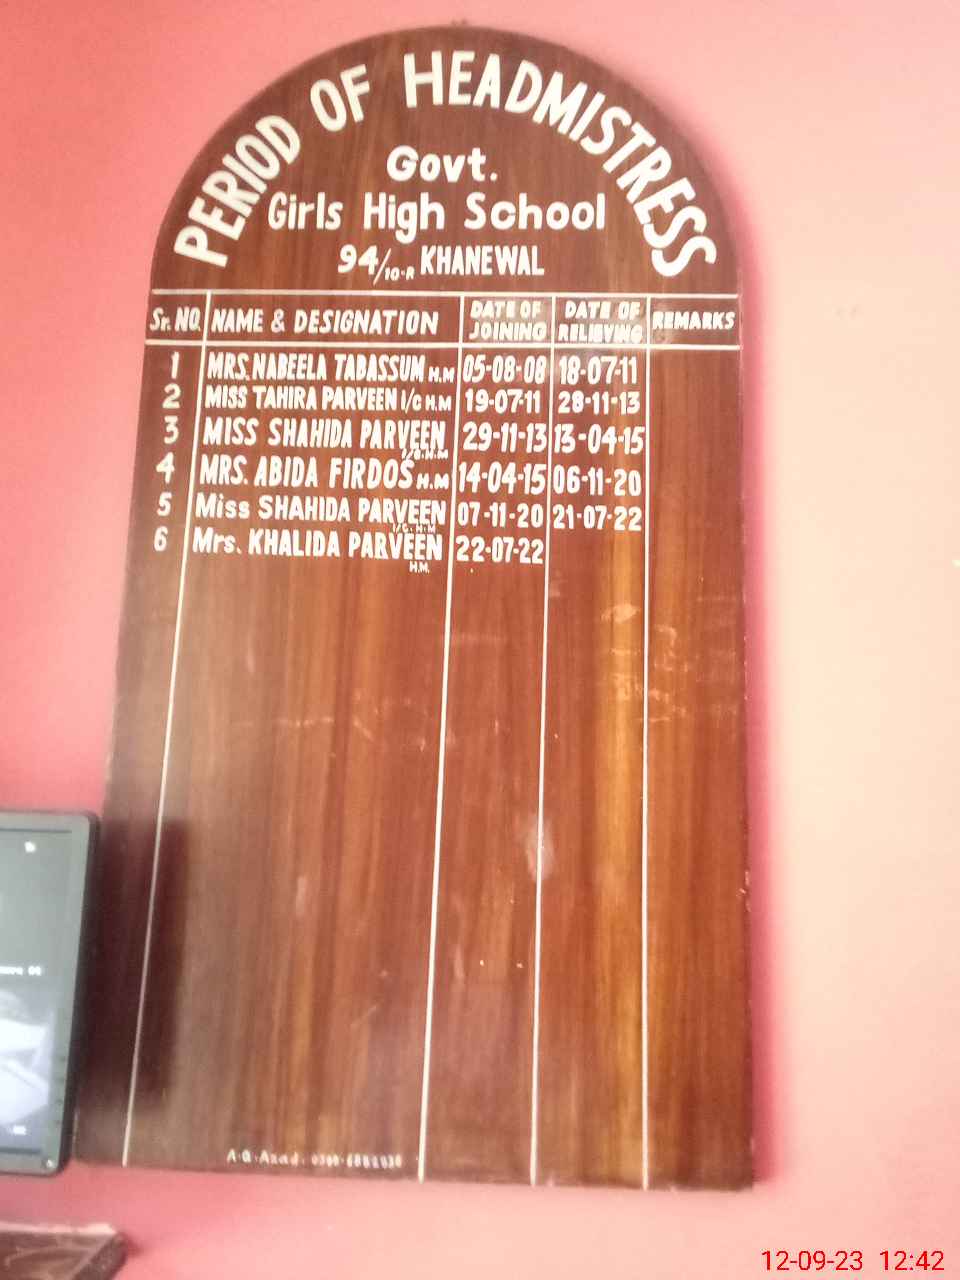 PERIOD OF HEADMISTRESS
Govt.
Girls High School
94/10-R KHANEWAL
Sr. NO. NAME & DESIGNATION DATE OF JOINING DATE OF RELIEVING REMARKS
1 MRS. NABEELA TABASSUM H.M 05-08-08 18-07-11
2 MISS TAHIRA PARVEEN I/C H.M 19-07-11 28-11-13
3 MISS SHAHIDA PARVEEN I/C.H.M 29-11-13 13-04-15
4 MRS. ABIDA FIRDOS H.M 14-04-15 06-11-20
5 Miss SHAHIDA PARVEEN I/C. H.M 07-11-20 21-07-22
6 Mrs. KHALIDA PARVEEN H.M. 22-07-22
A.Q. Azad.
12-09-23 12:42